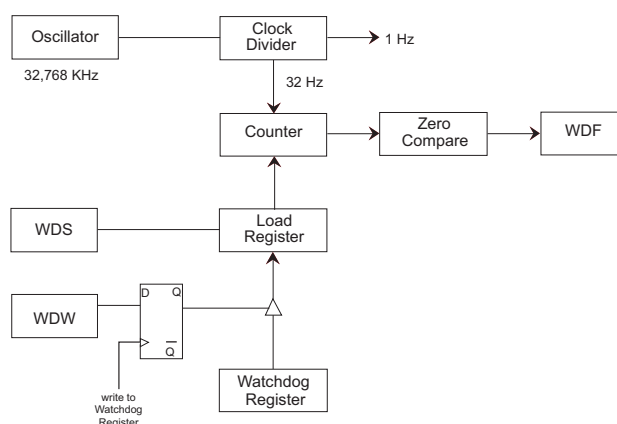 Oscillator
Clock
Divider
1 Hz
32,768 KHz
32 Hz
Counter
Zero
Compare
WDF
WDS
Load
Register
WDW
D
Q
Q
Watchdog
Register
write to
Watchdog
Register